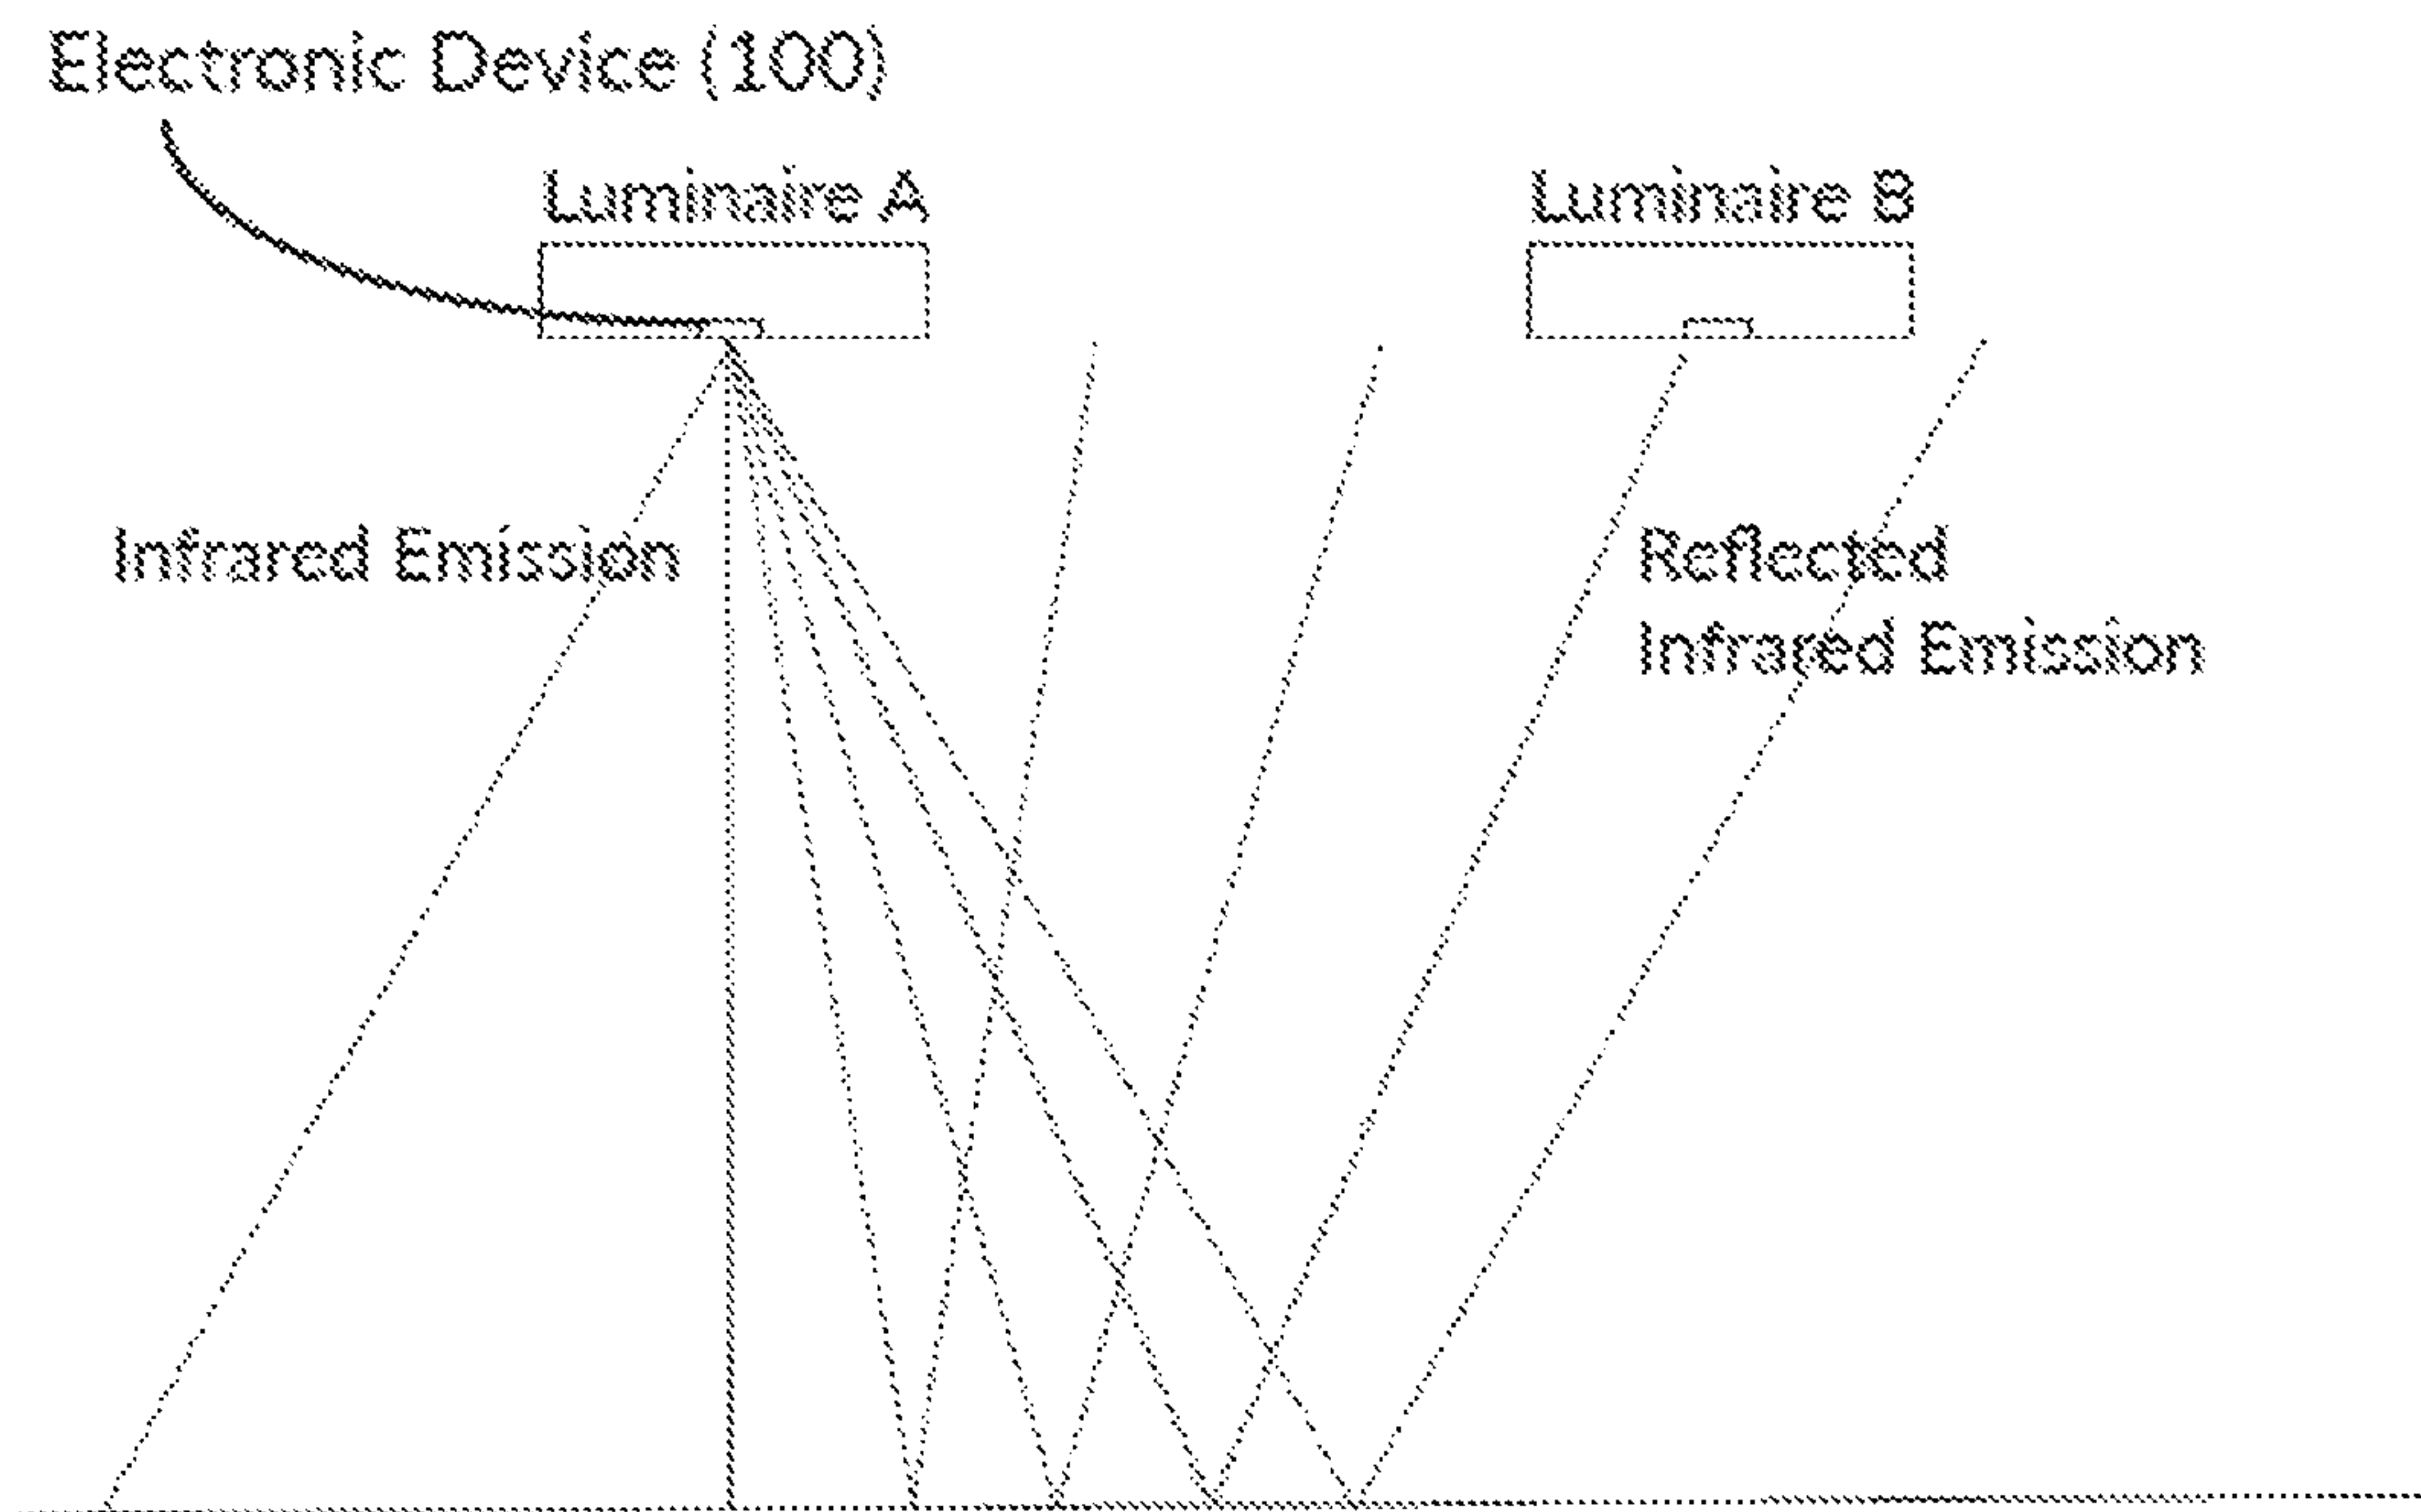 Electronic Device (100)
Luminaire A
Luminaire B
Infrared Emission
Reflected
Infrared Emission